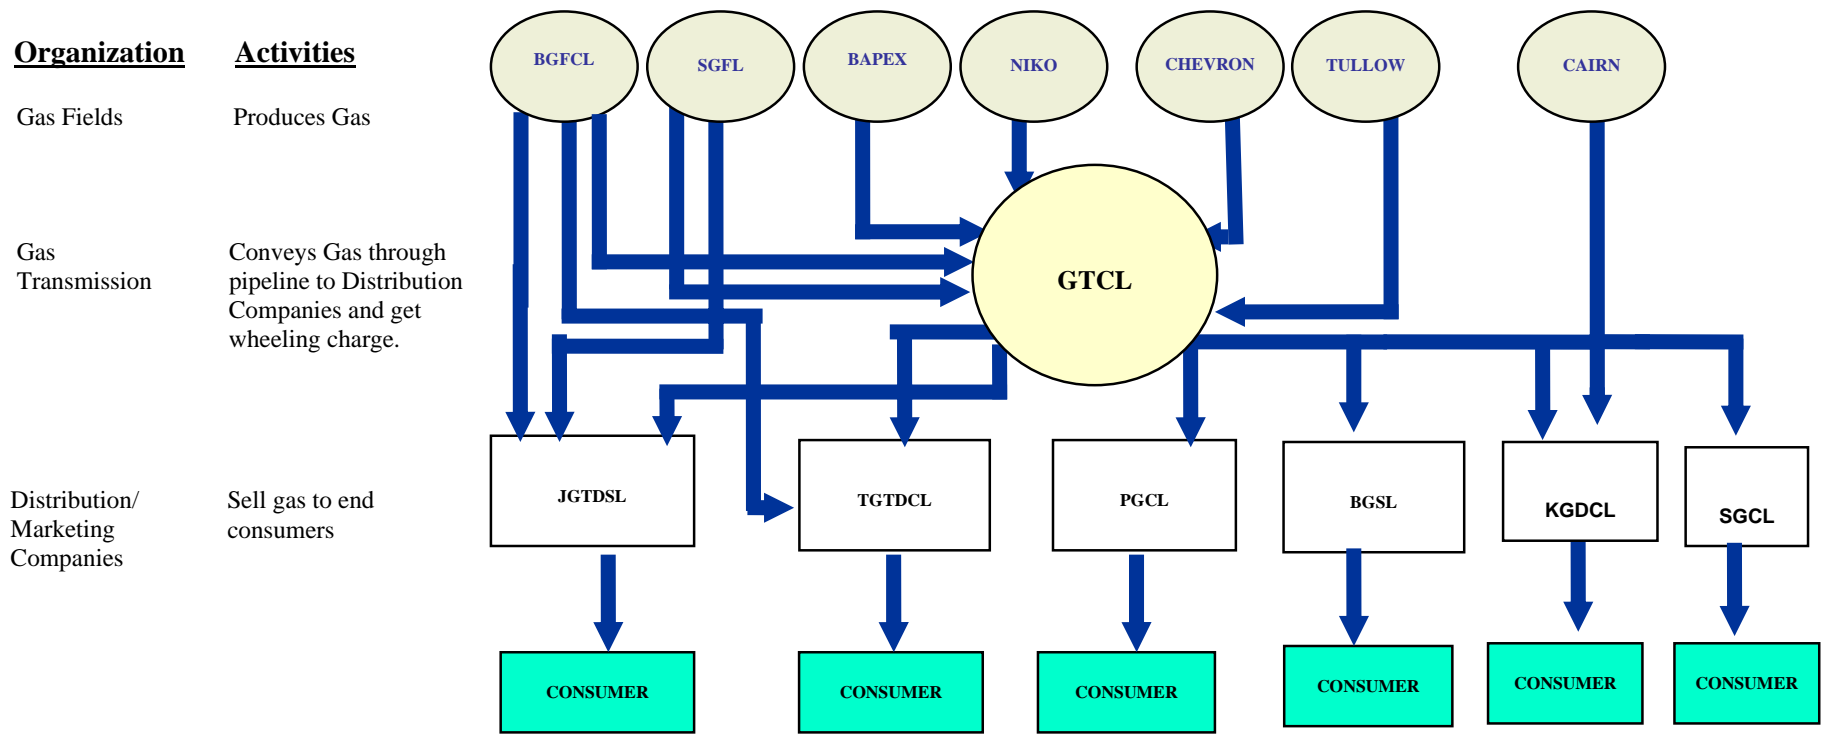 Organization Activities
BGFCL SGFL BAPEX NIKO CHEVRON TULLOW CAIRN
Gas Fields Produces Gas
Gas
Transmission
Conveys Gas through
pipeline to Distribution
Companies and get
wheeling charge.
GTCL
Distribution/
Marketing
Companies
Sell gas to end
consumers
JGTDSL TGTDCL PGCL BGSL KGDCL SGCL
CONSUMER CONSUMER CONSUMER CONSUMER CONSUMER CONSUMER